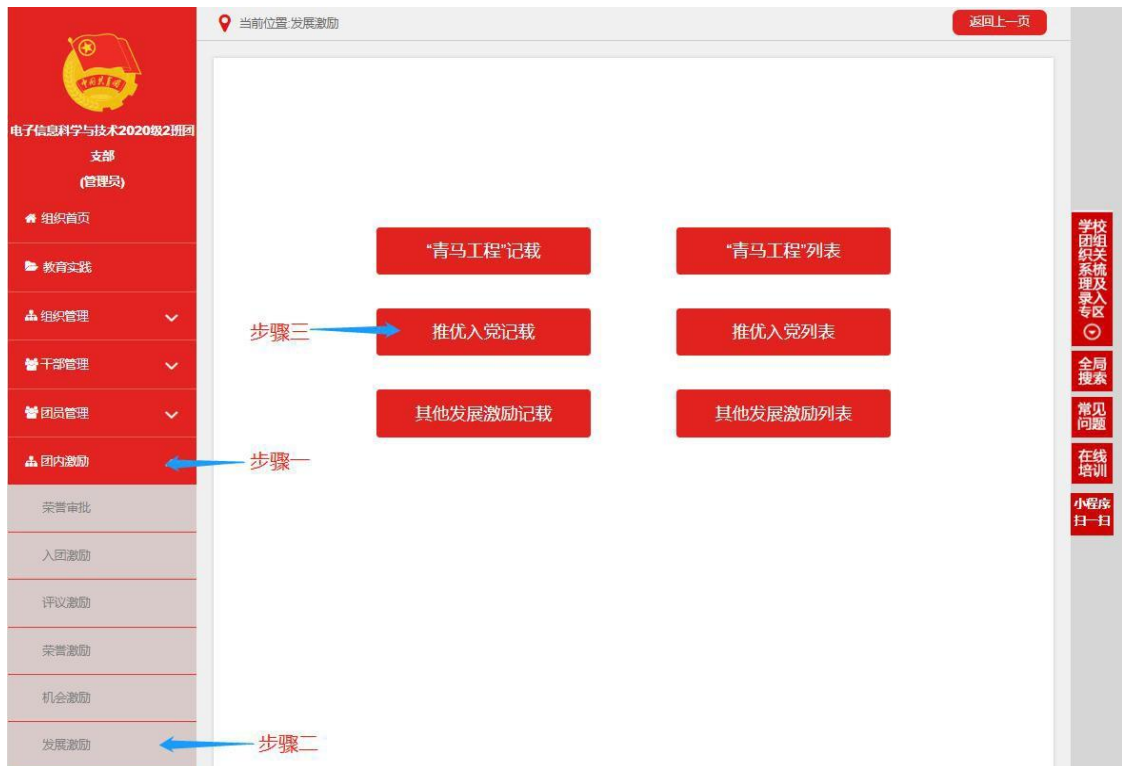 当前位置:发展激励
返回上一页
中国共青团
电子信息科学与技术2020级2班团
支部
(管理员)
组织首页
教育实践
组织管理
干部管理
团员管理
团内激励
荣誉审批
入团激励
评议激励
荣誉激励
机会激励
发展激励
"青马工程"记载
"青马工程"列表
步骤三
推优入党记载
推优入党列表
其他发展激励记载
其他发展激励列表
步骤一
步骤二
学校
团组
织关
系梳
理及
录入
专区
全局
搜索
常见
问题
在线
培训
小程序
扫一扫